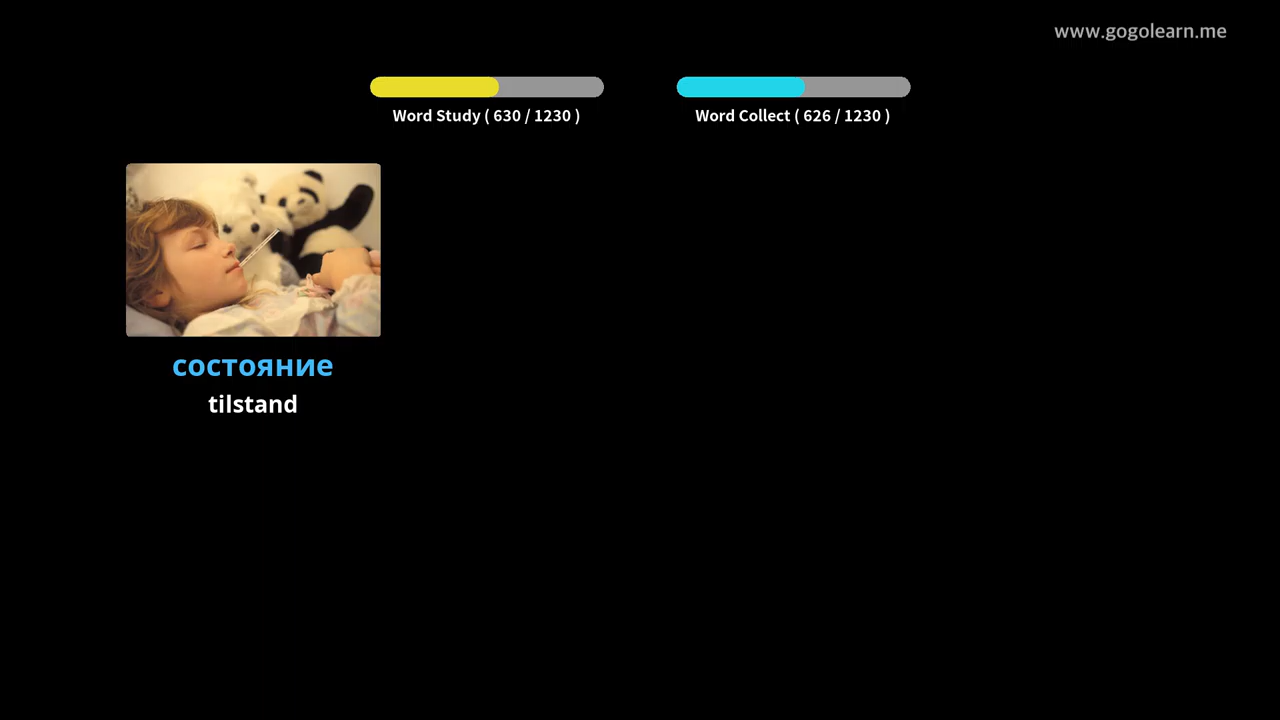 www.gogolearn.me
Word Study ( 630 / 1230 )
Word Collect ( 626 / 1230 )
состояние
tilstand